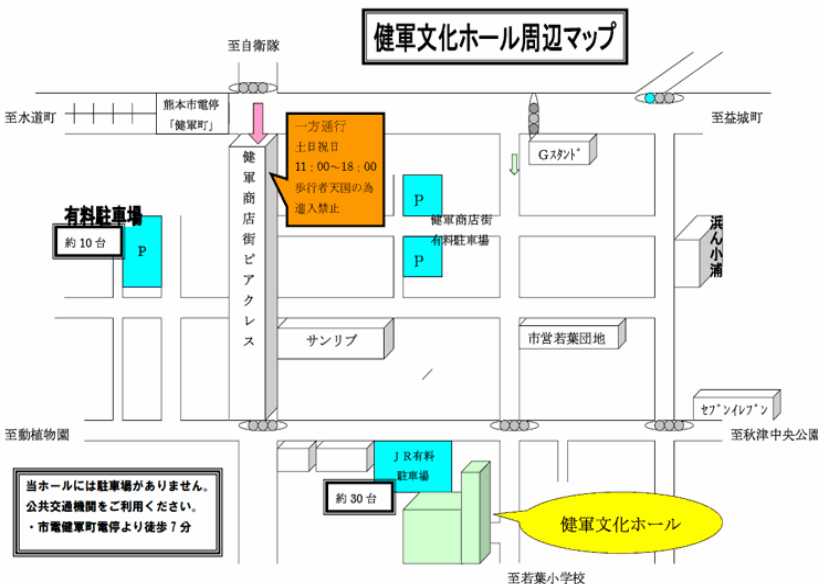 健軍文化ホール周辺マップ
至自衛隊
至水道町
熊本市電停
「健軍町」
一方通行
土日祝日
11：00～18：00
歩行者天国の為
進入禁止
至益城町
Gｽﾀﾝﾄﾞ
健軍商店街ピアクレス
有料駐車場
約10台
P
P
健軍商店街
有料駐車場
P
浜ん小浦
サンリブ
市営若葉団地
ｾﾌﾞﾝｲﾚﾌﾞﾝ
至動植物園
至秋津中央公園
ＪＲ有料
駐車場
約30台
当ホールには駐車場がありません。
公共交通機関をご利用ください。
・市電健軍町電停より徒歩７分
健軍文化ホール
至若葉小学校